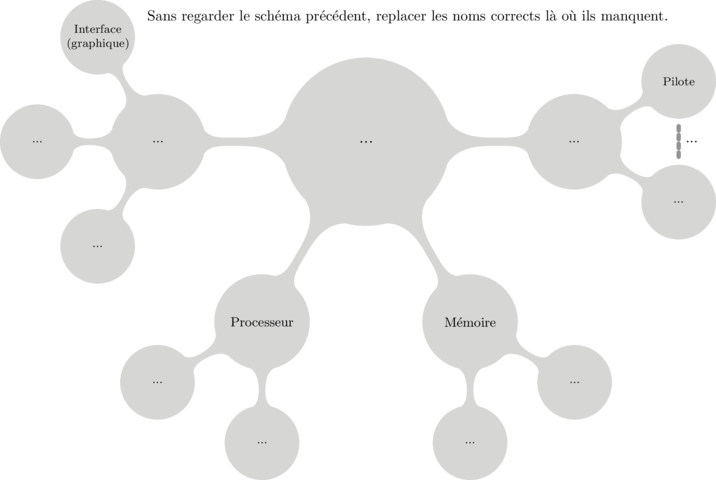 Sans regarder le schéma précédent, replacer les noms corrects là où ils manquent.
Interface
(graphique)
Pilote
...
...
...
...
...
...
...
Processeur
Mémoire
...
...
...
...